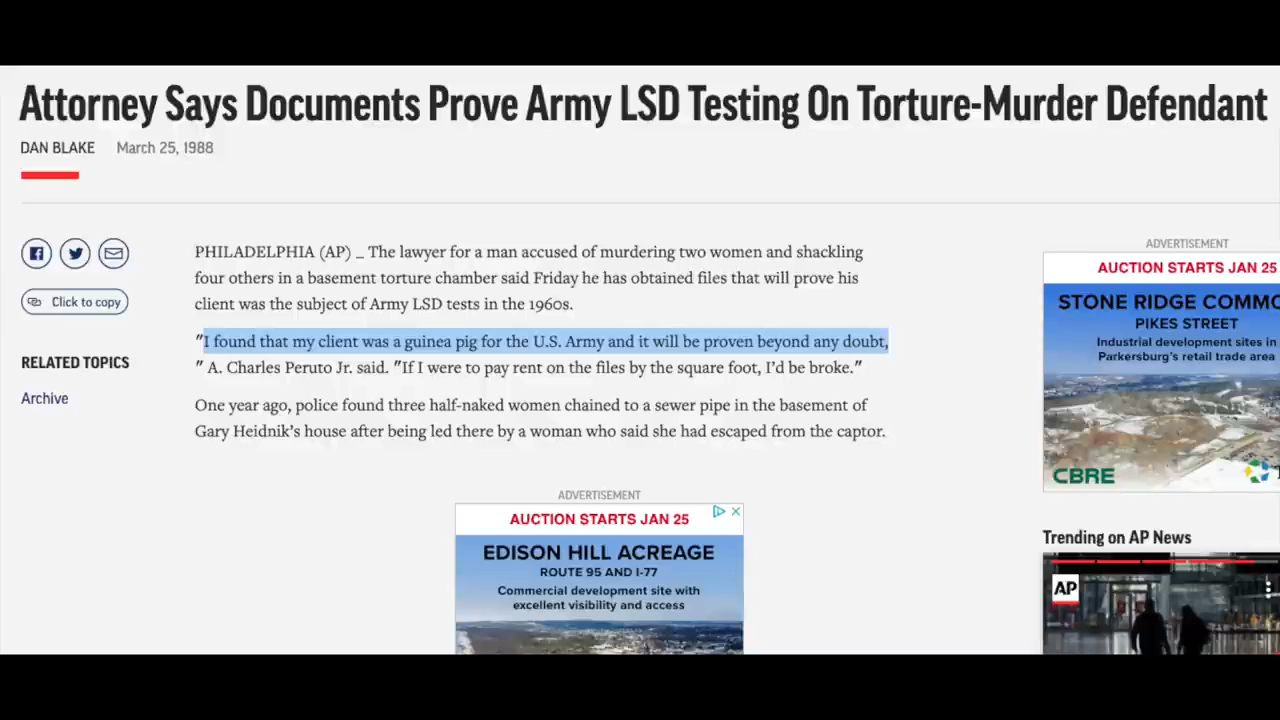 Attorney Says Documents Prove Army LSD Testing On Torture-Murder Defendant
DAN BLAKE March 25, 1988
Click to copy
RELATED TOPICS
Archive
PHILADELPHIA (AP) _ The lawyer for a man accused of murdering two women and shackling
four others in a basement torture chamber said Friday he has obtained files that will prove his
client was the subject of Army LSD tests in the 1960s.
"I found that my client was a guinea pig for the U.S. Army and it will be proven beyond any doubt,
" A. Charles Peruto Jr. said. "If I were to pay rent on the files by the square foot, I'd be broke."
One year ago, police found three half-naked women chained to a sewer pipe in the basement of
Gary Heidnik's house after being led there by a woman who said she had escaped from the captor.
ADVERTISEMENT
AUCTION STARTS JAN 25
EDISON HILL ACREAGE
ROUTE 95 AND I-77
Commercial development site with
excellent visibility and access
ADVERTISEMENT
AUCTION STARTS JAN 25
STONE RIDGE COMMO
PIKES STREET
Industrial development sites in
Parkersburg's retail trade area
CBRE
Trending on AP News
AP